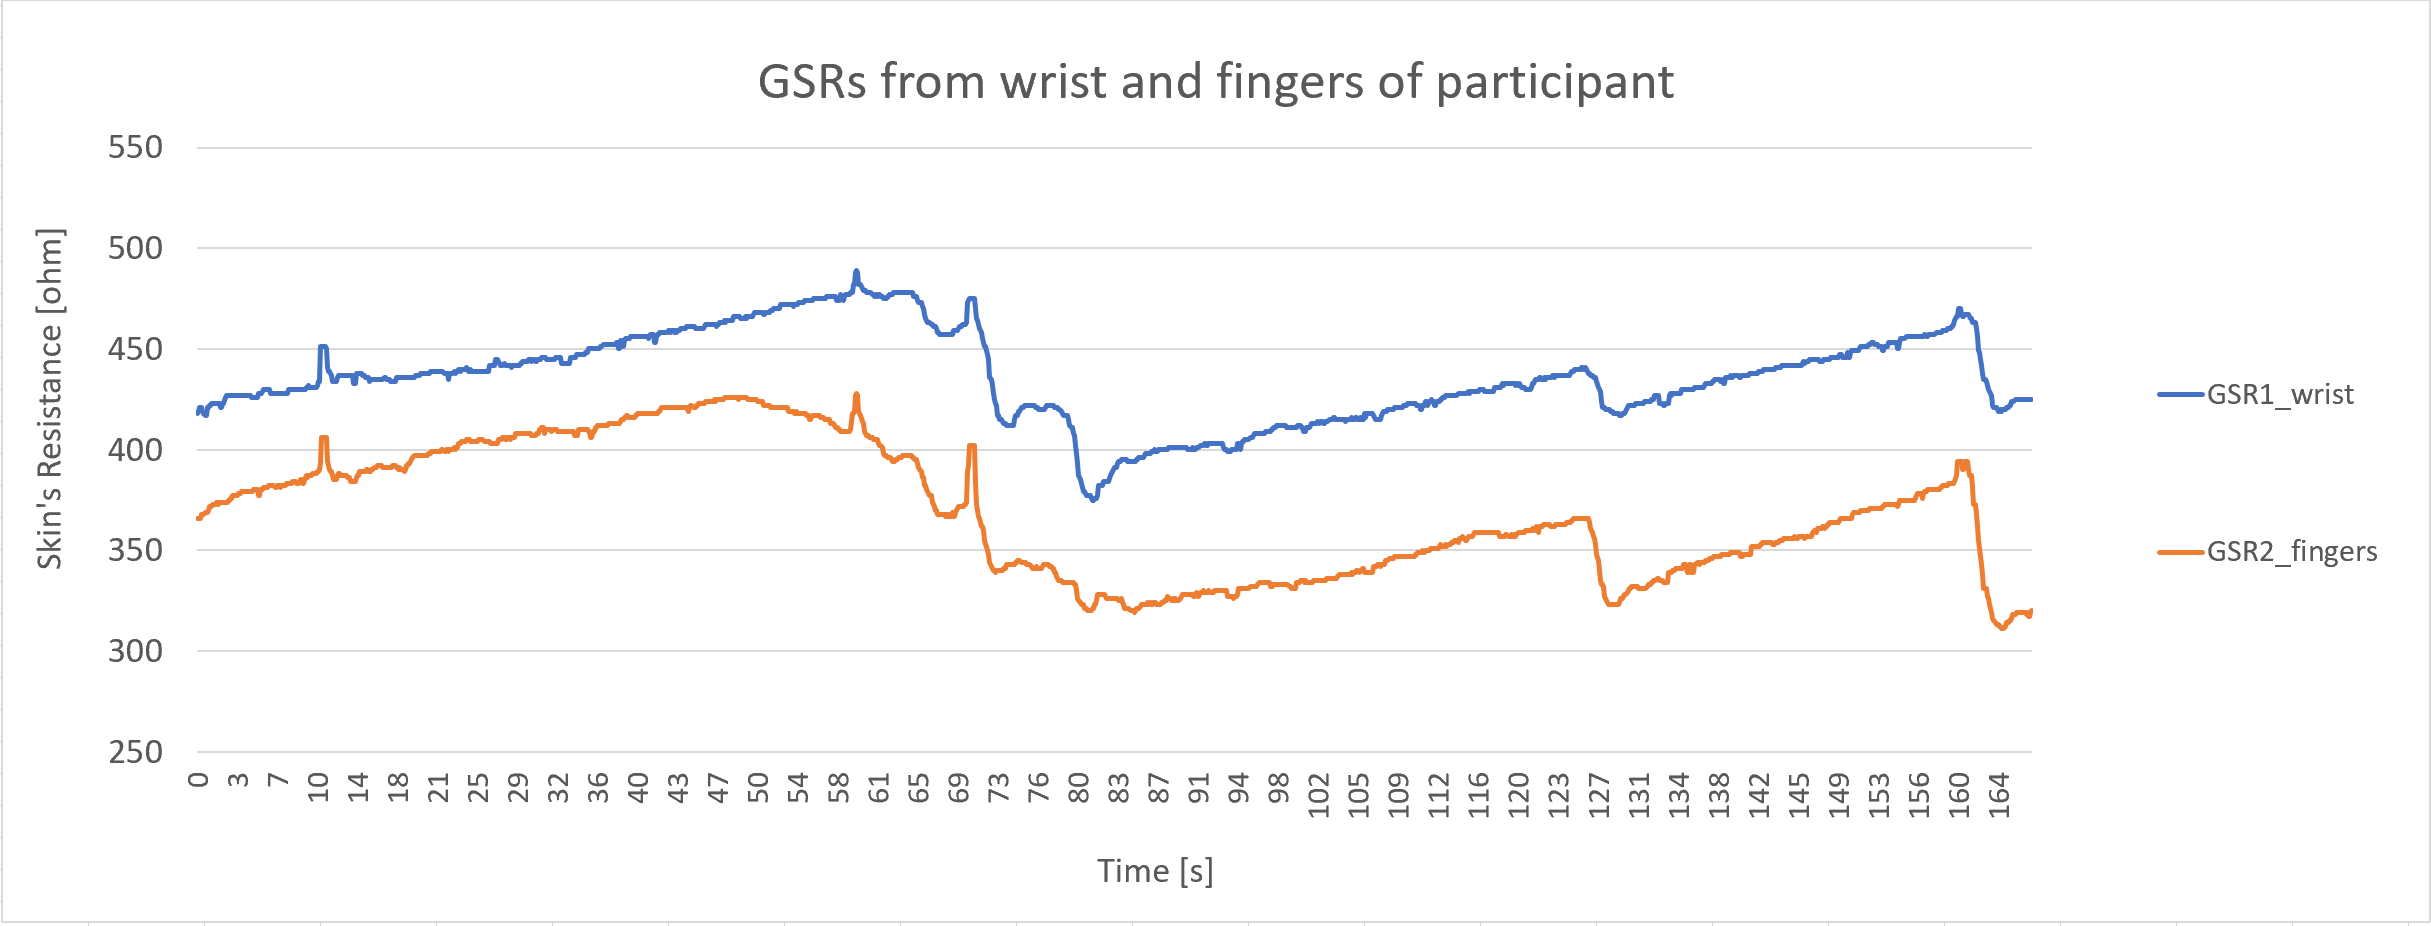 GSRs from wrist and fingers of participant
Skin's Resistance [ohm]
550
500
450
400
350
300
250
0 3 7 10 14 18 21 25 29 32 36 40 43 47 50 54 58 61 65 69 73 76 80 83 87 91 94 98 102 105 109 112 116 120 123 127 131 134 138 142 145 149 153 156 160 164
Time [s]
GSR1_wrist
GSR2_fingers